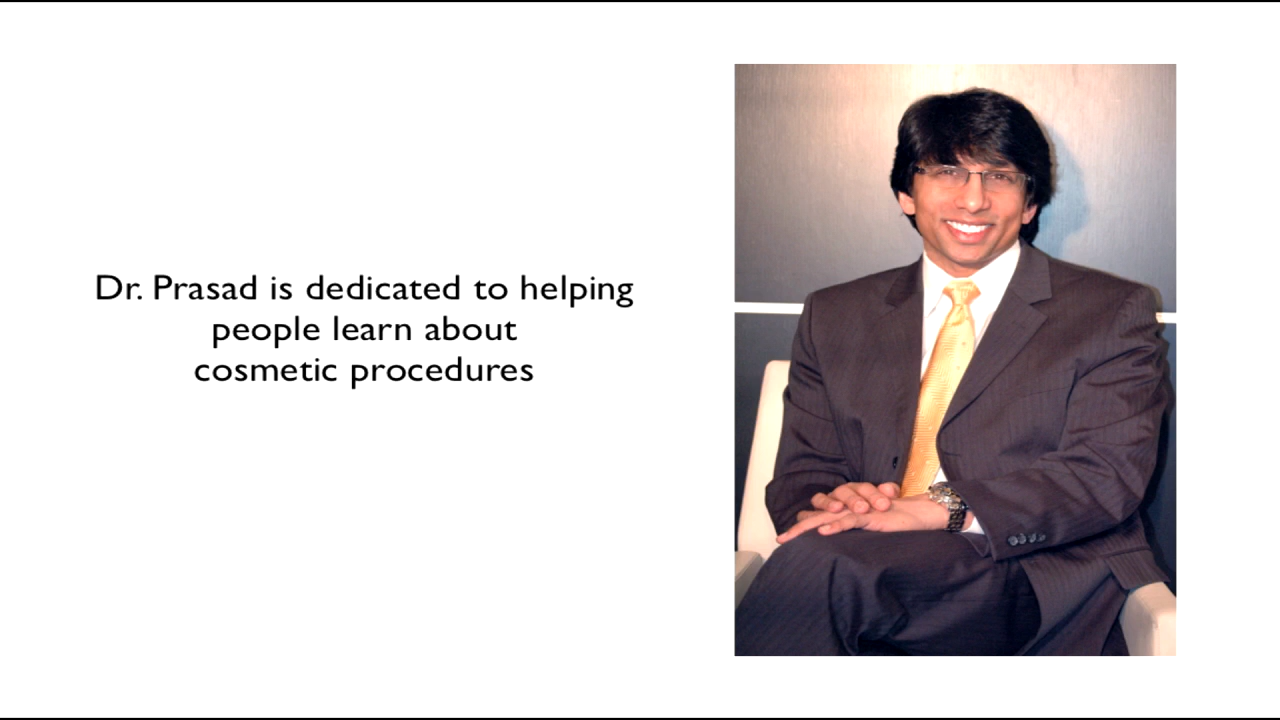 Dr. Prasad is dedicated to helping
people learn about
cosmetic procedures